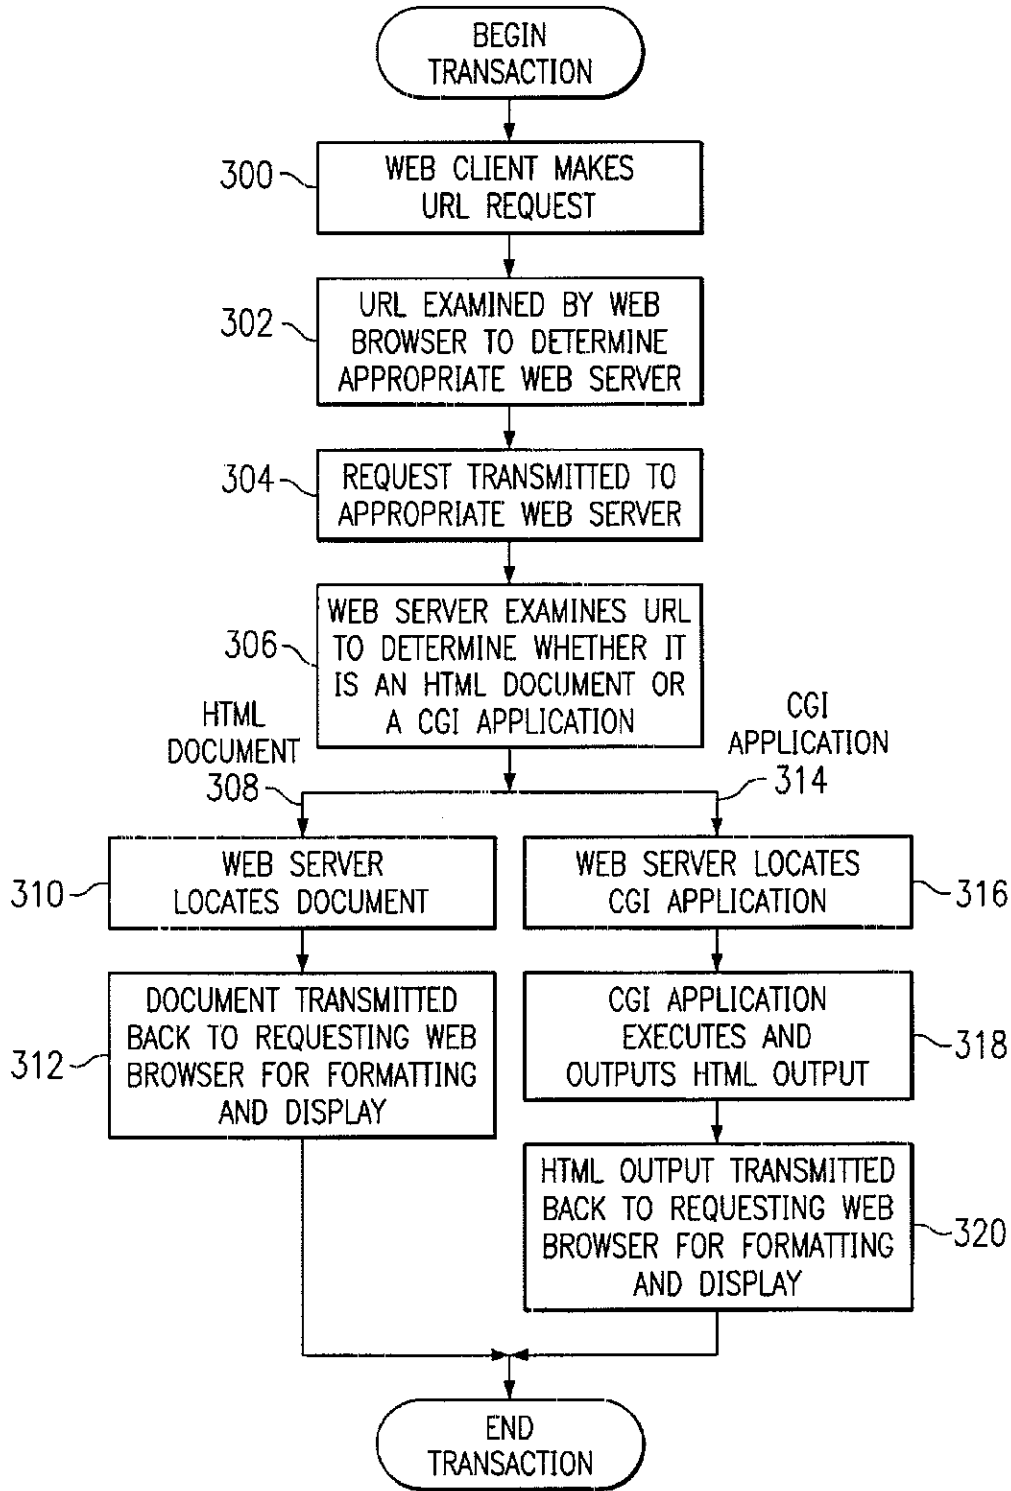 BEGIN
TRANSACTION
300
WEB CLIENT MAKES
URL REQUEST
302
URL EXAMINED BY WEB
BROWSER TO DETERMINE
APPROPRIATE WEB SERVER
304
REQUEST TRANSMITTED TO
APPROPRIATE WEB SERVER
306
WEB SERVER EXAMINES URL
TO DETERMINE WHETHER IT
IS AN HTML DOCUMENT OR
A CGI APPLICATION
HTML
DOCUMENT
308
CGI
APPLICATION
314
310
WEB SERVER
LOCATES DOCUMENT
312
DOCUMENT TRANSMITTED
BACK TO REQUESTING WEB
BROWSER FOR FORMATTING
AND DISPLAY
WEB SERVER LOCATES
CGI APPLICATION
316
CGI APPLICATION
EXECUTES AND
OUTPUTS HTML OUTPUT
318
HTML OUTPUT TRANSMITTED
BACK TO REQUESTING WEB
BROWSER FOR FORMATTING
AND DISPLAY
320
END
TRANSACTION